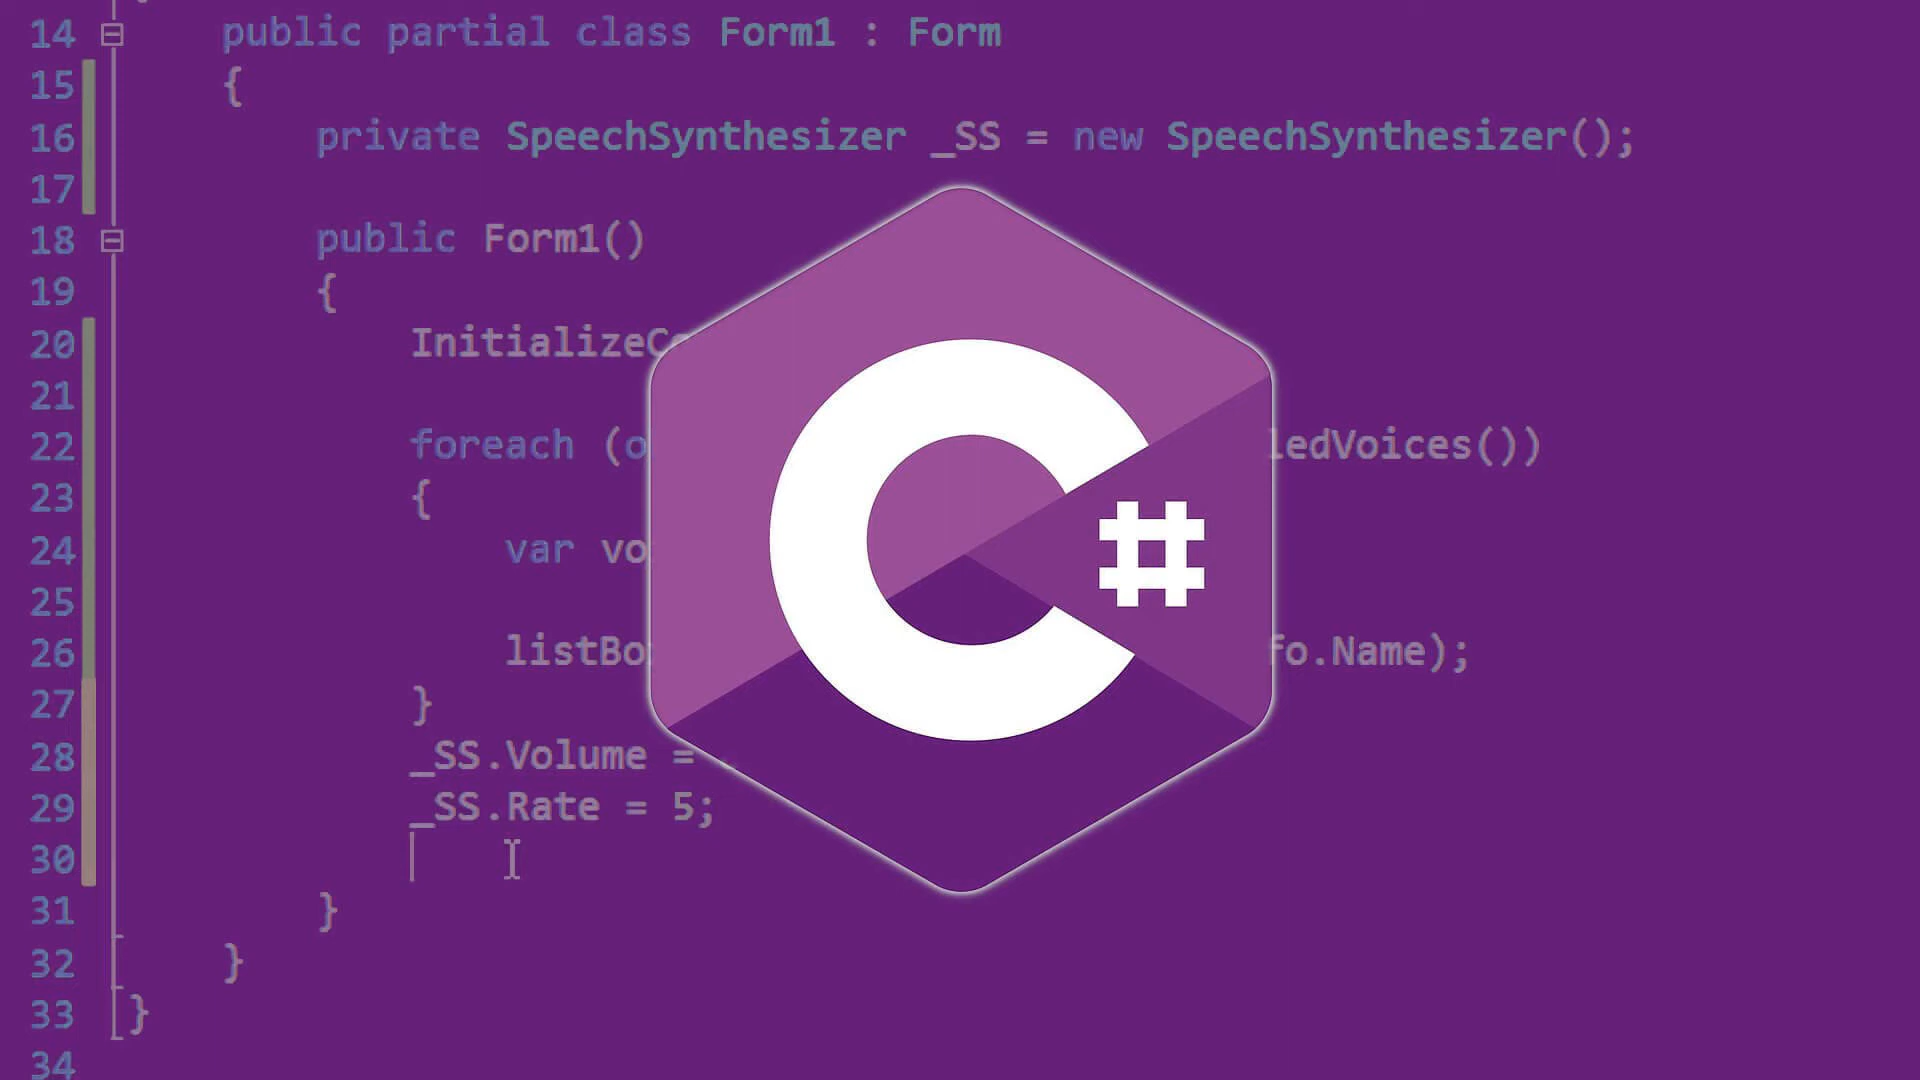 14 public partial class Form1 : Form
15 {
16 private SpeechSynthesizer _SS = new SpeechSynthesizer();
17
18 public Form1()
19 {
20 InitializeC
21
22 foreach (o ledVoices())
23 {
24 var vo
25
26 listBo fo.Name);
27 }
28 _SS.Volume =
29 _SS.Rate = 5;
30
31 }
32 }
33 }
34
C#